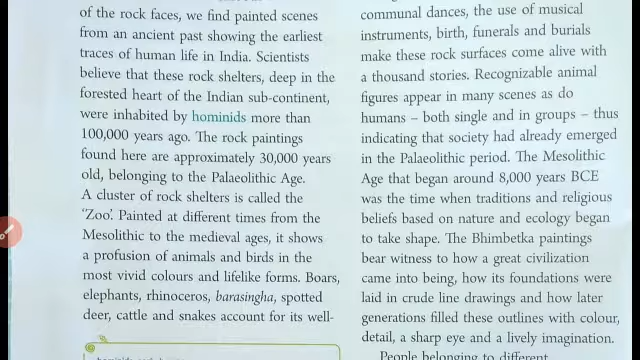 of the rock faces, we find painted scenes
from an ancient past showing the earliest
traces of human life in India. Scientists
believe that these rock shelters, deep in the
forested heart of the Indian sub-continent,
were inhabited by hominids more than
100,000 years ago. The rock paintings
found here are approximately 30,000 years
old, belonging to the Palaeolithic Age.
A cluster of rock shelters is called the
‘Zoo’. Painted at different times from the
Mesolithic to the medieval ages, it shows
a profusion of animals and birds in the
most vivid colours and lifelike forms. Boars,
elephants, rhinoceros, barasingha, spotted
deer, cattle and snakes account for its well-
communal dances, the use of musical
instruments, birth, funerals and burials
make these rock surfaces come alive with
a thousand stories. Recognizable animal
figures appear in many scenes as do
humans – both single and in groups – thus
indicating that society had already emerged
in the Palaeolithic period. The Mesolithic
Age that began around 8,000 years BCE
was the time when traditions and religious
beliefs based on nature and ecology began
to take shape. The Bhimbetka paintings
bear witness to how a great civilization
came into being, how its foundations were
laid in crude line drawings and how later
generations filled these outlines with colour,
detail, a sharp eye and a lively imagination.
People belonging to different